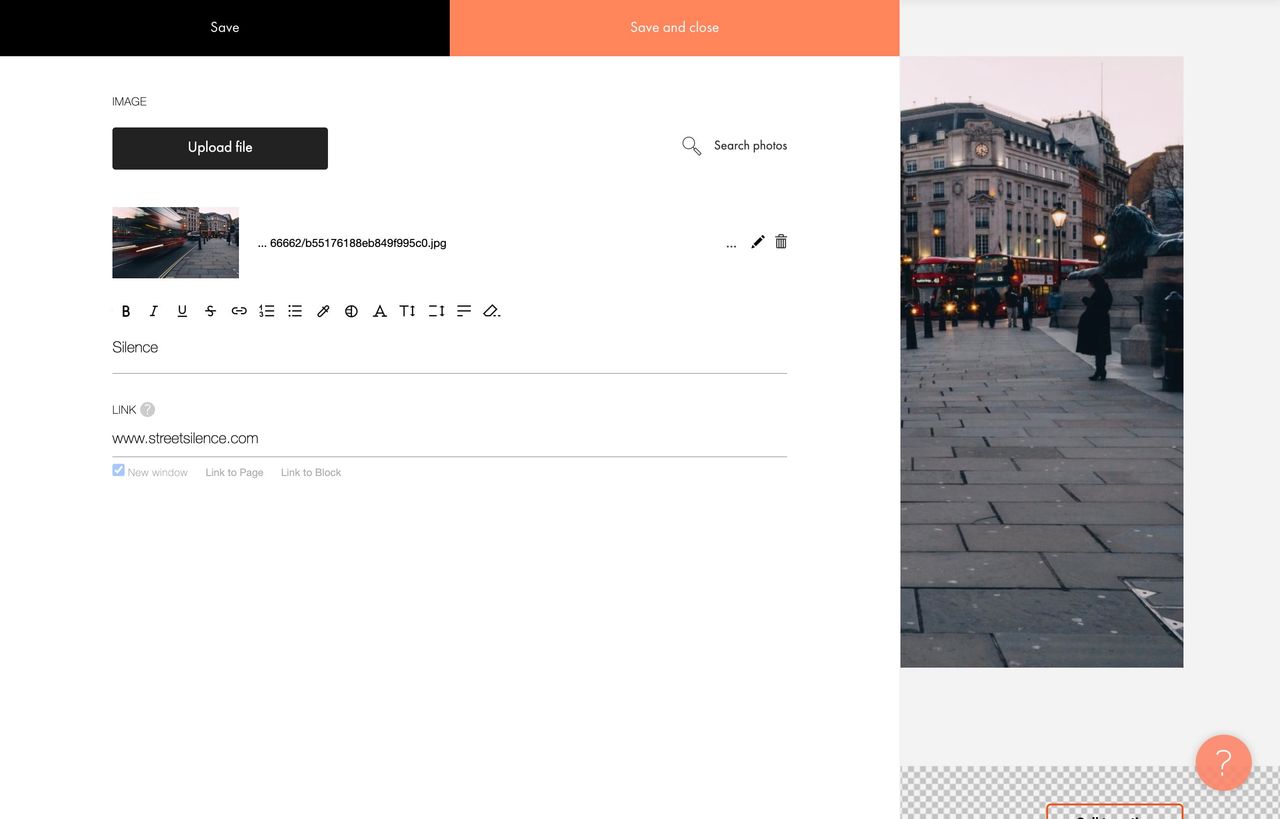 Save
Save and close
IMAGE
Upload file
Search photos
... 66662/b55176188eb849f995c0.jpg
...
B I U S A T
Silence
LINK ?
www.streetsilence.com
New window Link to Page Link to Block
?